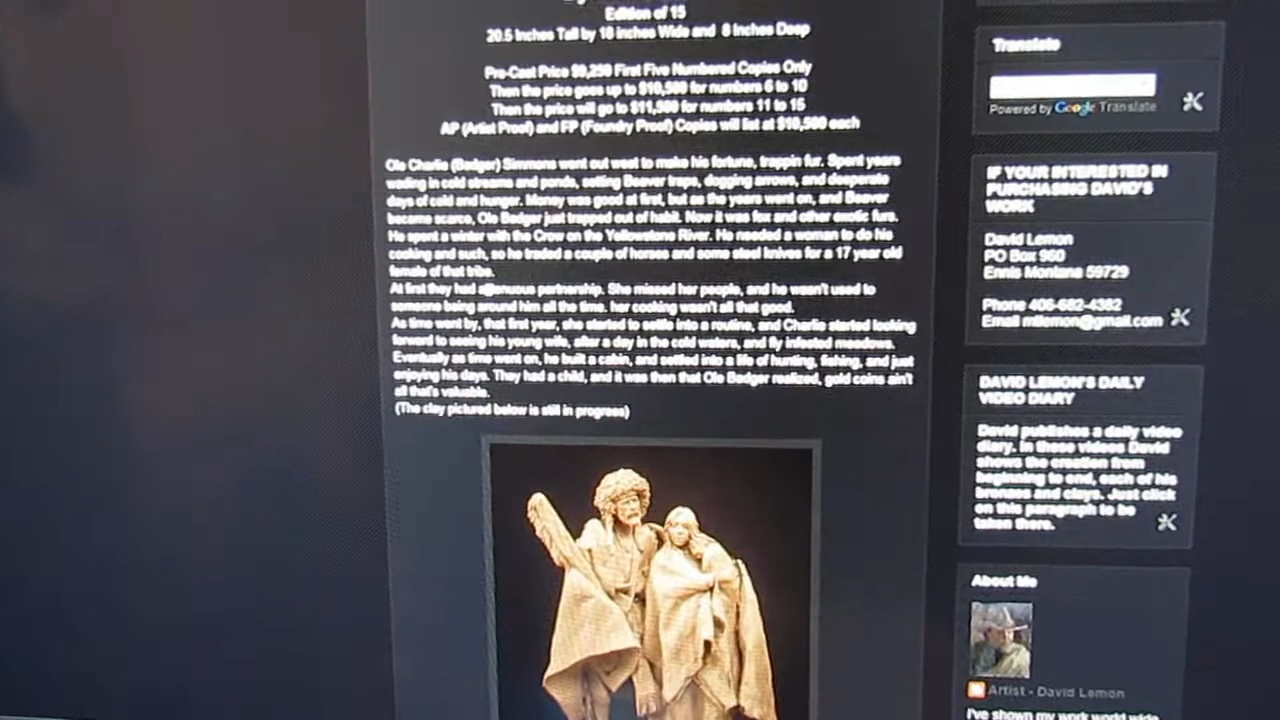 Edition of 15
20.5 Inches Tall by 18 inches Wide and 8 Inches Deep
Pre-Cast Price $9,250 First Five Numbered Copies Only
Then the price goes up to $10,500 for numbers 6 to 10
Then the price will go to $11,500 for numbers 11 to 15
AP (Artist Proof) and FP (Foundry Proof) Copies will list at $10,500 each
Ole Charlie (Badger) Simmons went out west to make his fortune, trappin fur. Spent years
wading in cold streams and ponds, setting Beaver traps, dogging arrows, and desperate
days of cold and hunger. Money was good at first, but as the years went on, and Beaver
became scarce, Ole Badger just trapped out of habit. Now it was fox and other exotic furs.
He spent a winter with the Crow on the Yellowstone River. He needed a woman to do his
cooking and such, so he traded a couple of horses and some steel knives for a 17 year old
female of that tribe.
At first they had a tenuous partnership. She missed her people, and he wasn't used to
someone being around him all the time. her cooking wasn't all that good.
As time went by, that first year, she started to settle into a routine, and Charlie started looking
forward to seeing his young wife, after a day in the cold waters, and fly infested meadows.
Eventually as time went on, he built a cabin, and settled into a life of hunting, fishing, and just
enjoying his days. They had a child, and it was then that Ole Badger realized, gold coins ain't
all that's valuable.
(The clay pictured below is still in progress)
Translate
Powered by Google Translate
IF YOUR INTERESTED IN
PURCHASING DAVID'S
WORK
David Lemon
PO Box 960
Ennis Montana 59729
Phone 406-682-4382
Email mtlemon@gmail.com
DAVID LEMON'S DAILY
VIDEO DIARY
David publishes a daily video
diary. In these videos David
shows the creation from
beginning to end, each of his
bronzes and clays. Just click
on this paragraph to be
taken there.
About Me
Artist - David Lemon
I've shown my work world wide